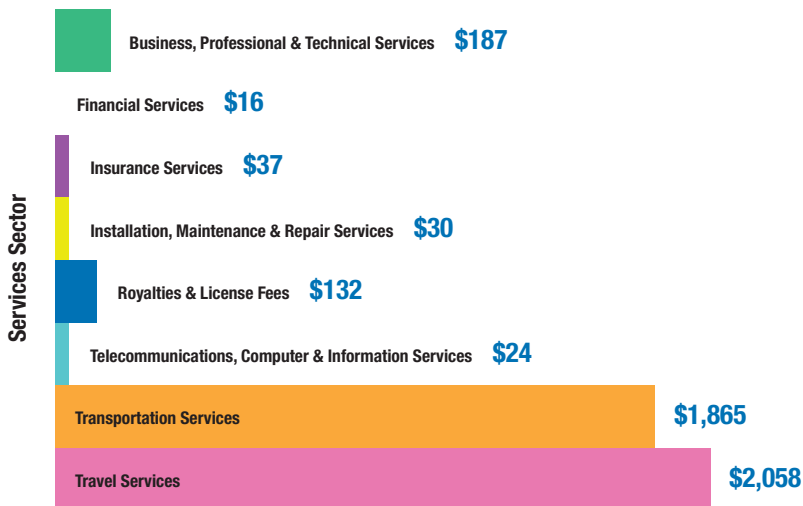 Services Sector
Business, Professional & Technical Services $187
Financial Services $16
Insurance Services $37
Installation, Maintenance & Repair Services $30
Royalties & License Fees $132
Telecommunications, Computer & Information Services $24
Transportation Services $1,865
Travel Services $2,058